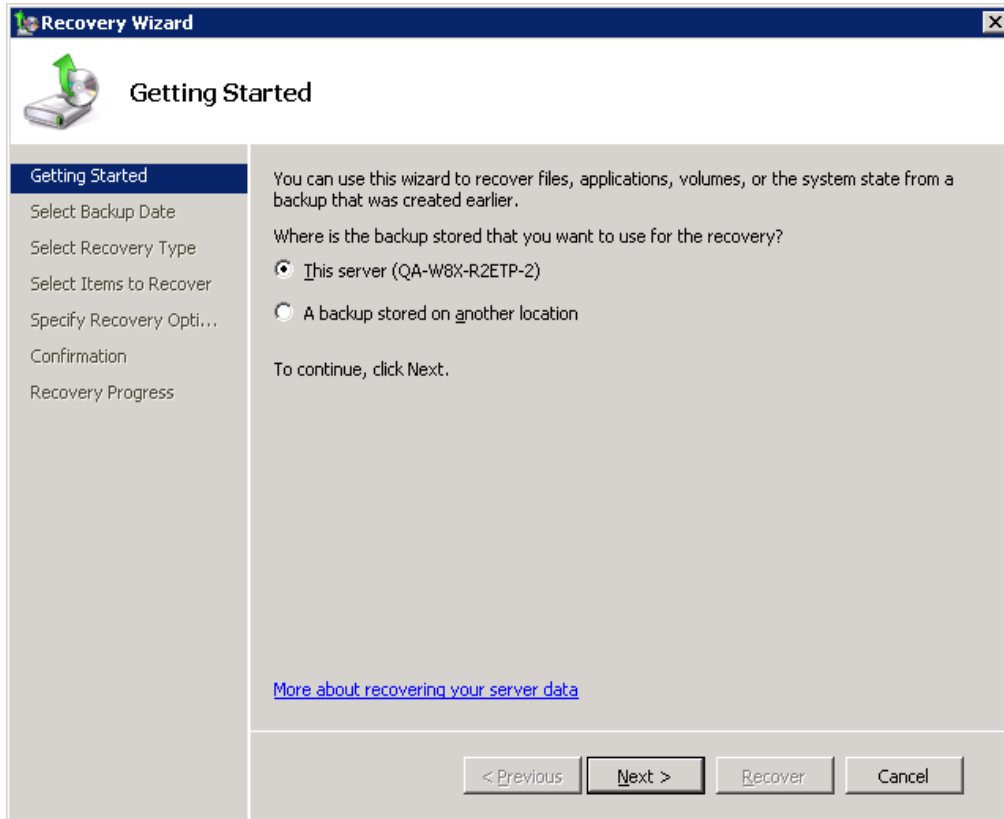 Recovery Wizard
Getting Started
Getting Started
Select Backup Date
Select Recovery Type
Select Items to Recover
Specify Recovery Opti...
Confirmation
Recovery Progress
You can use this wizard to recover files, applications, volumes, or the system state from a
backup that was created earlier.
Where is the backup stored that you want to use for the recovery?
This server (QA-W8X-R2ETP-2)
A backup stored on another location
To continue, click Next.
More about recovering your server data
< Previous
Next >
Recover
Cancel